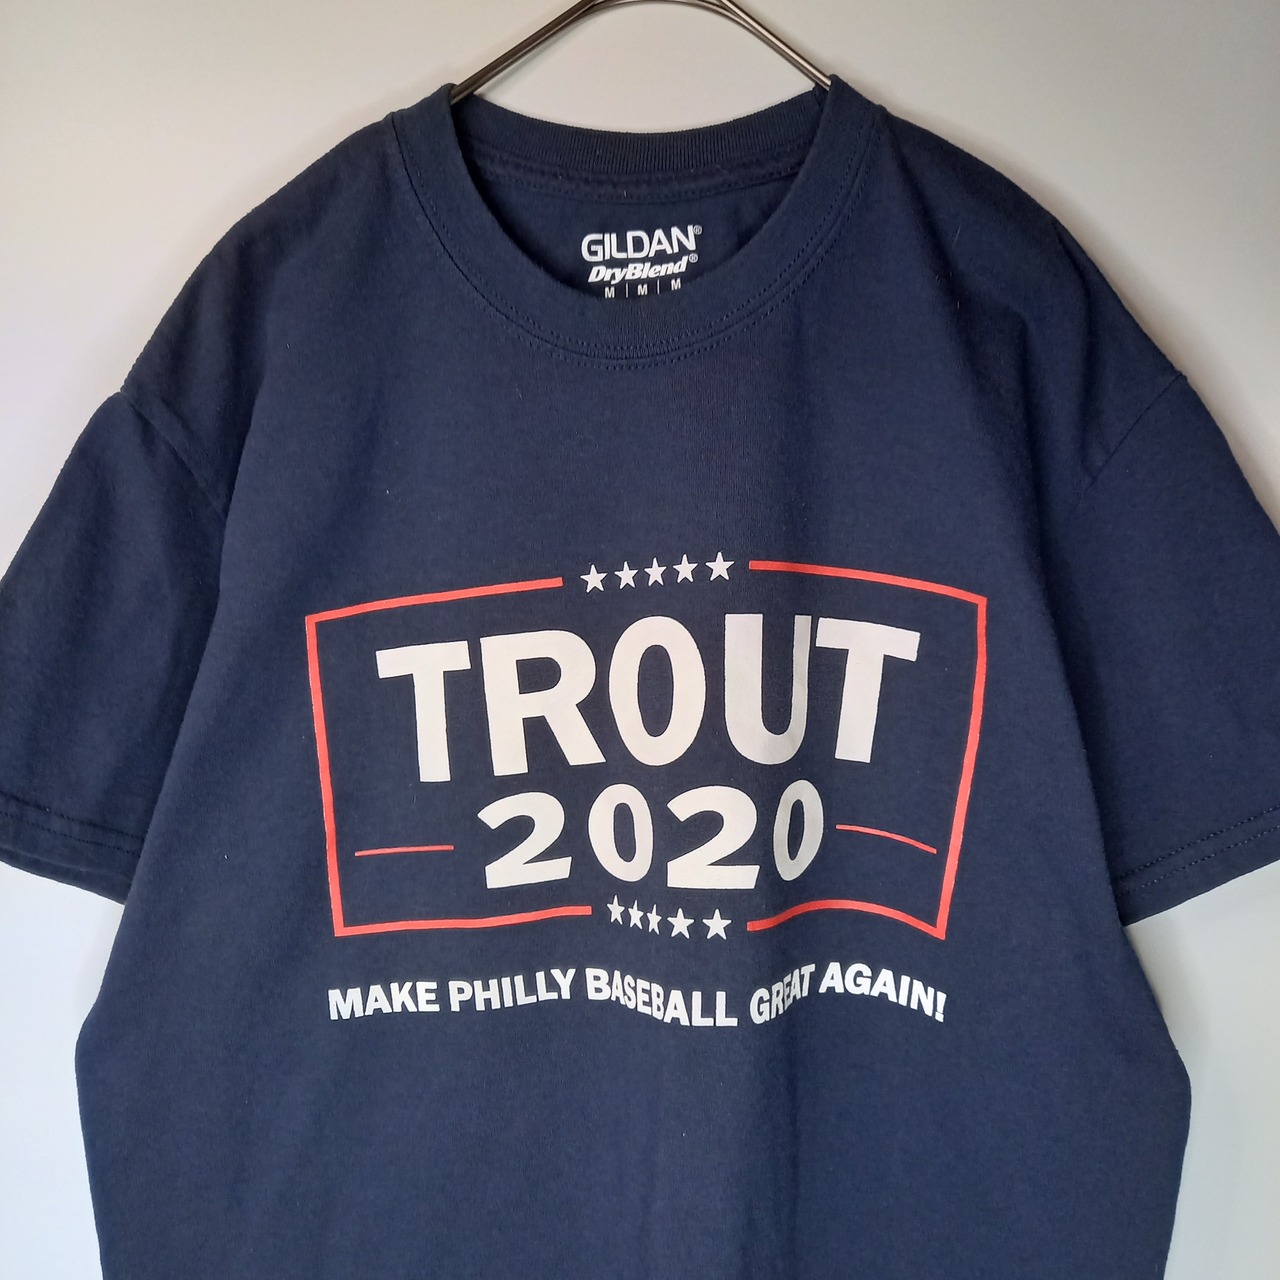 GILDAN®
DryBlend®
M | M | M
★★★★★
TROUT
2020
★★★★★
MAKE PHILLY BASEBALL GREAT AGAIN!